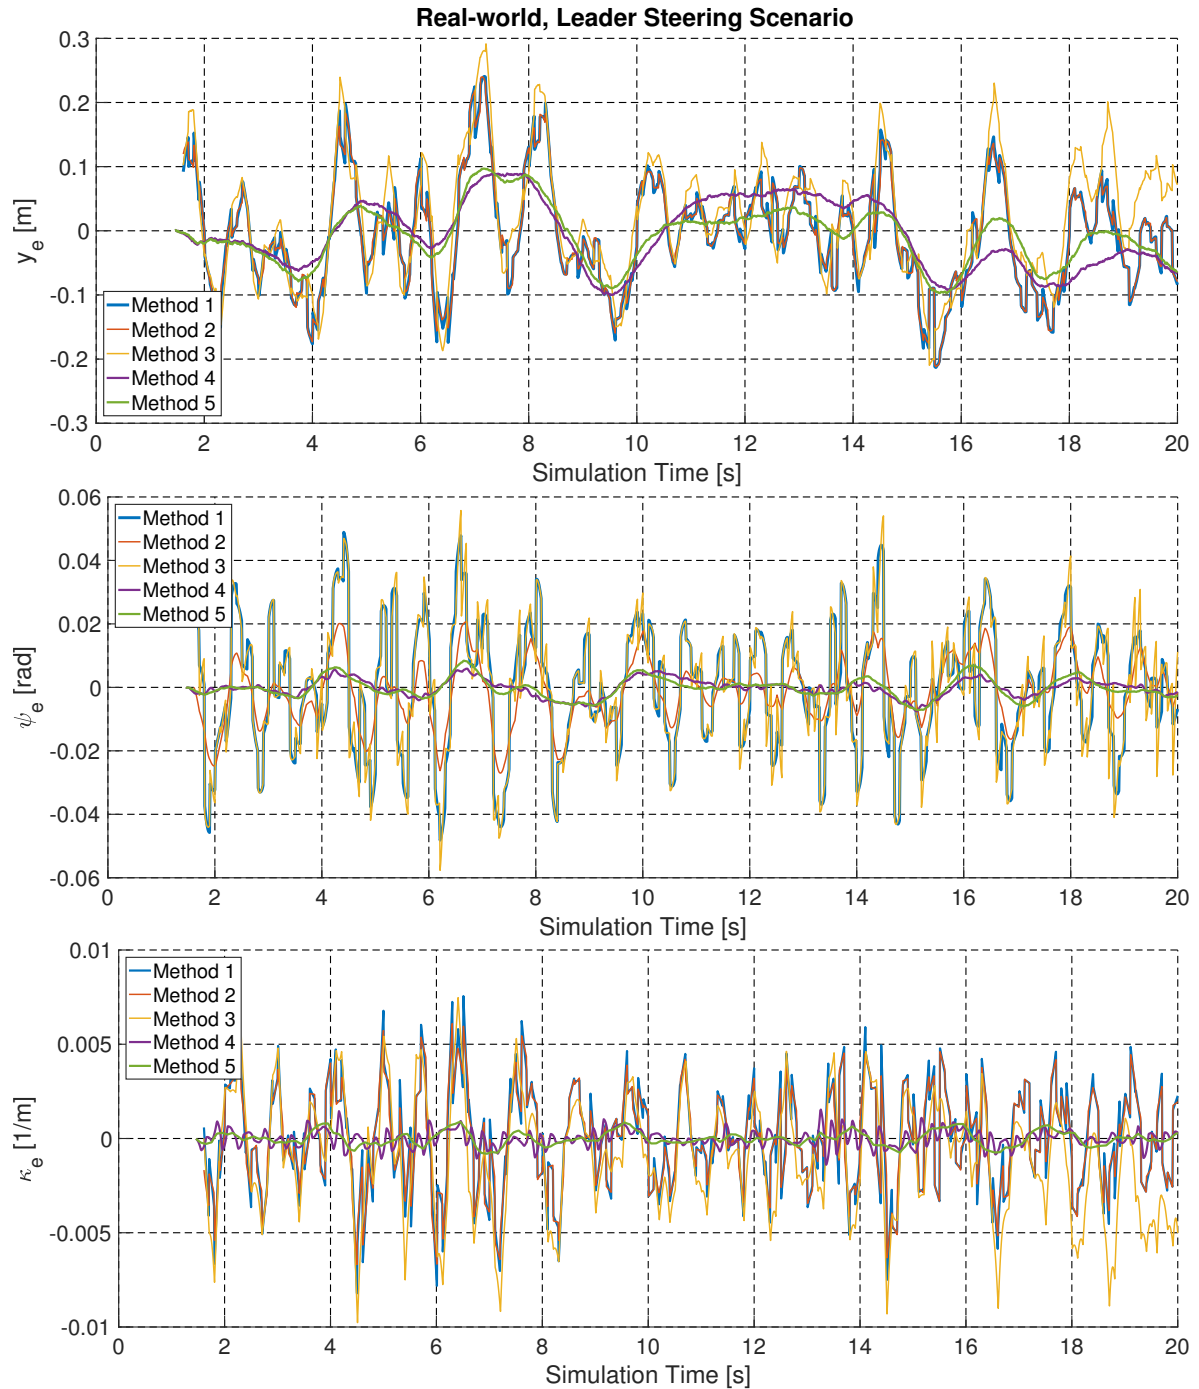 Real-world, Leader Steering Scenario
0.3
0.2
0.1
0
-0.1
-0.2
-0.3
y_e [m]
Method 1
Method 2
Method 3
Method 4
Method 5
0 2 4 6 8 10 12 14 16 18 20
Simulation Time [s]
0.06
0.04
0.02
0
-0.02
-0.04
-0.06
ψ_e [rad]
Method 1
Method 2
Method 3
Method 4
Method 5
0 2 4 6 8 10 12 14 16 18 20
Simulation Time [s]
0.01
0.005
0
-0.005
-0.01
κ_e [1/m]
Method 1
Method 2
Method 3
Method 4
Method 5
0 2 4 6 8 10 12 14 16 18 20
Simulation Time [s]